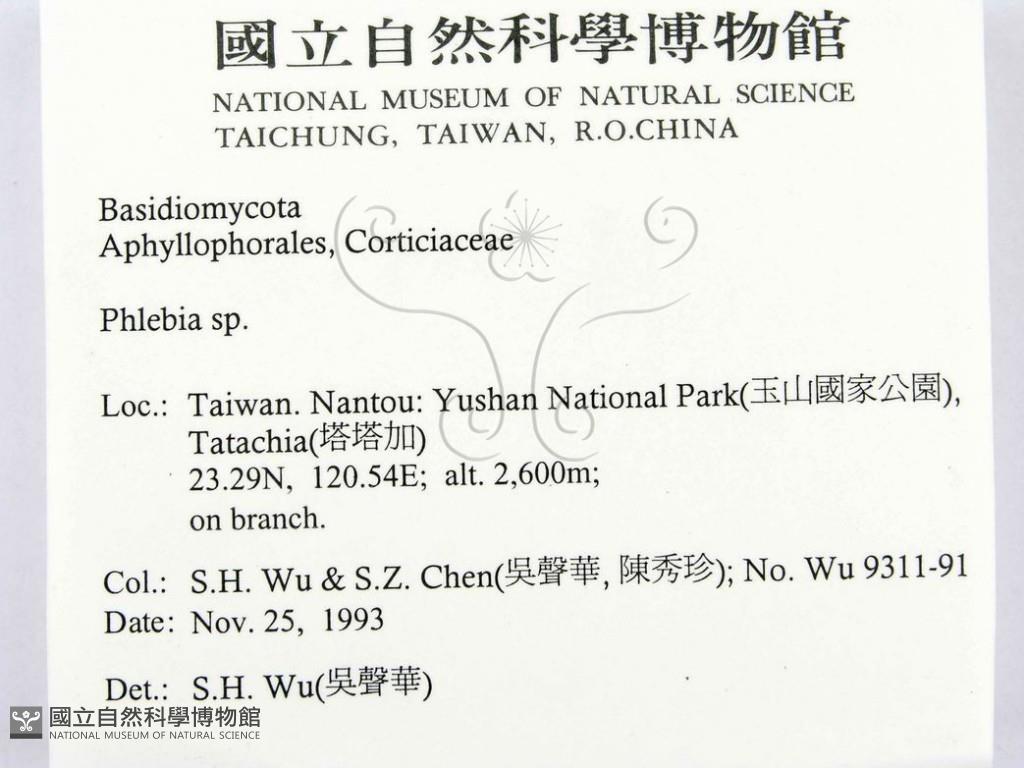 國立自然科學博物館
NATIONAL MUSEUM OF NATURAL SCIENCE
TAICHUNG, TAIWAN, R.O.CHINA
Basidiomycota
Aphyllophorales, Corticiaceae
Phlebia sp.
Loc.: Taiwan. Nantou: Yushan National Park(玉山國家公園),
Tatachia(塔塔加)
23.29N, 120.54E; alt. 2,600m;
on branch.
Col.: S.H. Wu & S.Z. Chen(吳聲華, 陳秀珍); No. Wu 9311-91
Date: Nov. 25, 1993
Det.: S.H. Wu(吳聲華)
國立自然科學博物館
NATIONAL MUSEUM OF NATURAL SCIENCE